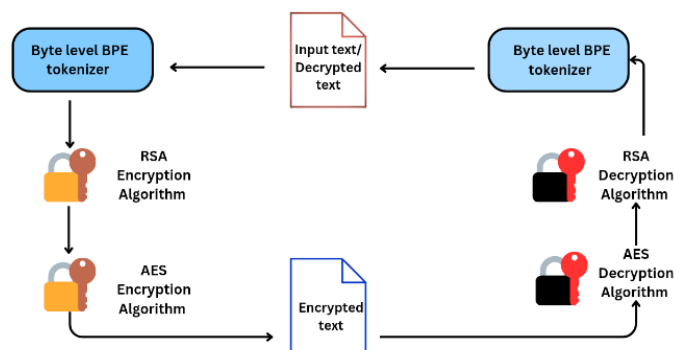 Byte level BPE
tokenizer
Input text/
Decrypted
text
Byte level BPE
tokenizer
RSA
Encryption
Algorithm
RSA
Decryption
Algorithm
AES
Encryption
Algorithm
Encrypted
text
AES
Decryption
Algorithm